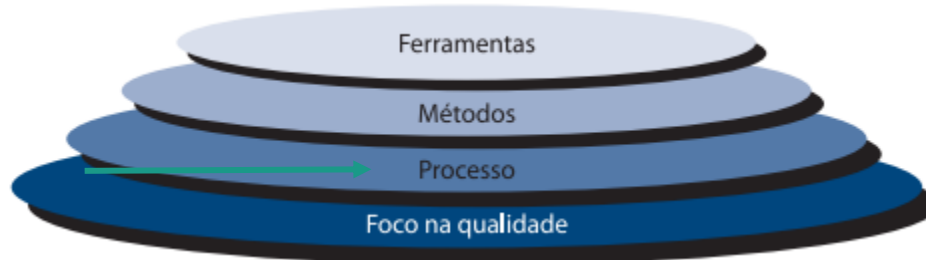 Ferramentas
Métodos
Processo
Foco na qualidade